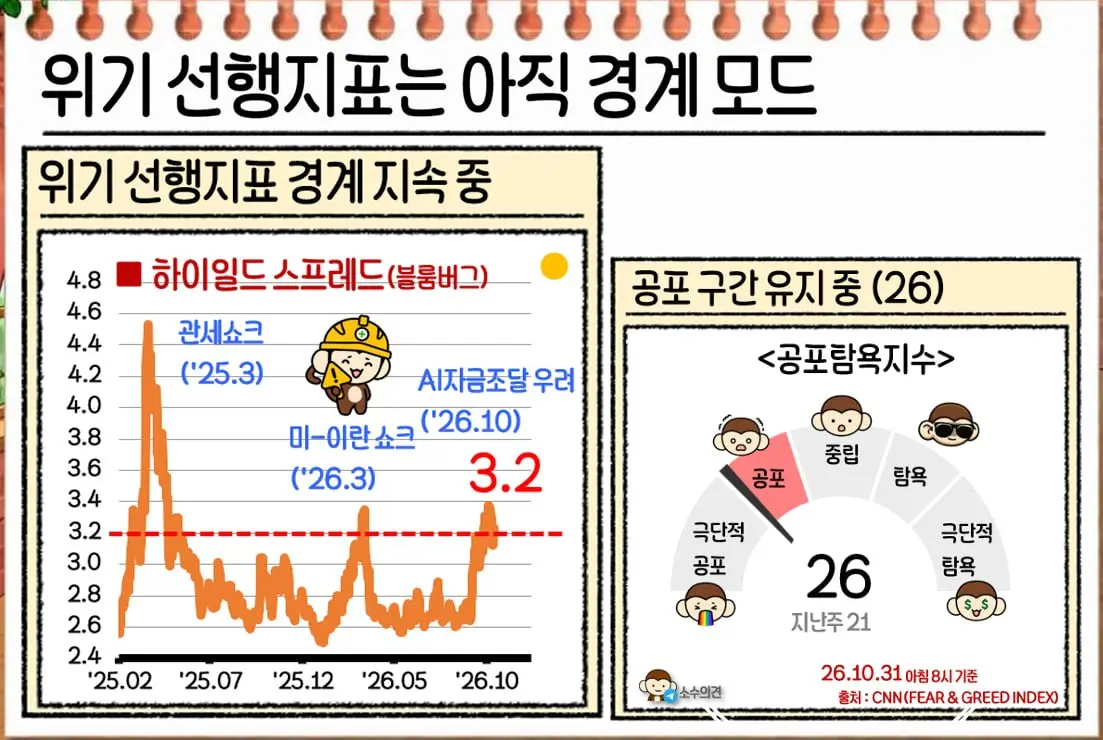 위기 선행지표는 아직 경계 모드
위기 선행지표 경계 지속 중
하이일드 스프레드(블룸버그)
4.8
4.6
4.4
4.2
4.0
3.8
3.6
3.4
3.2
3.0
2.8
2.6
2.4
관세쇼크
('25.3)
미-이란 쇼크
('26.3)
AI자금조달 우려
('26.10)
3.2
'25.02 '25.07 '25.12 '26.05 '26.10
공포 구간 유지 중 (26)
<공포탐욕지수>
극단적
공포
공포
중립
탐욕
극단적
탐욕
26
지난주 21
소수의견
26.10.31 아침 8시 기준
출처 : CNN(FEAR & GREED INDEX)